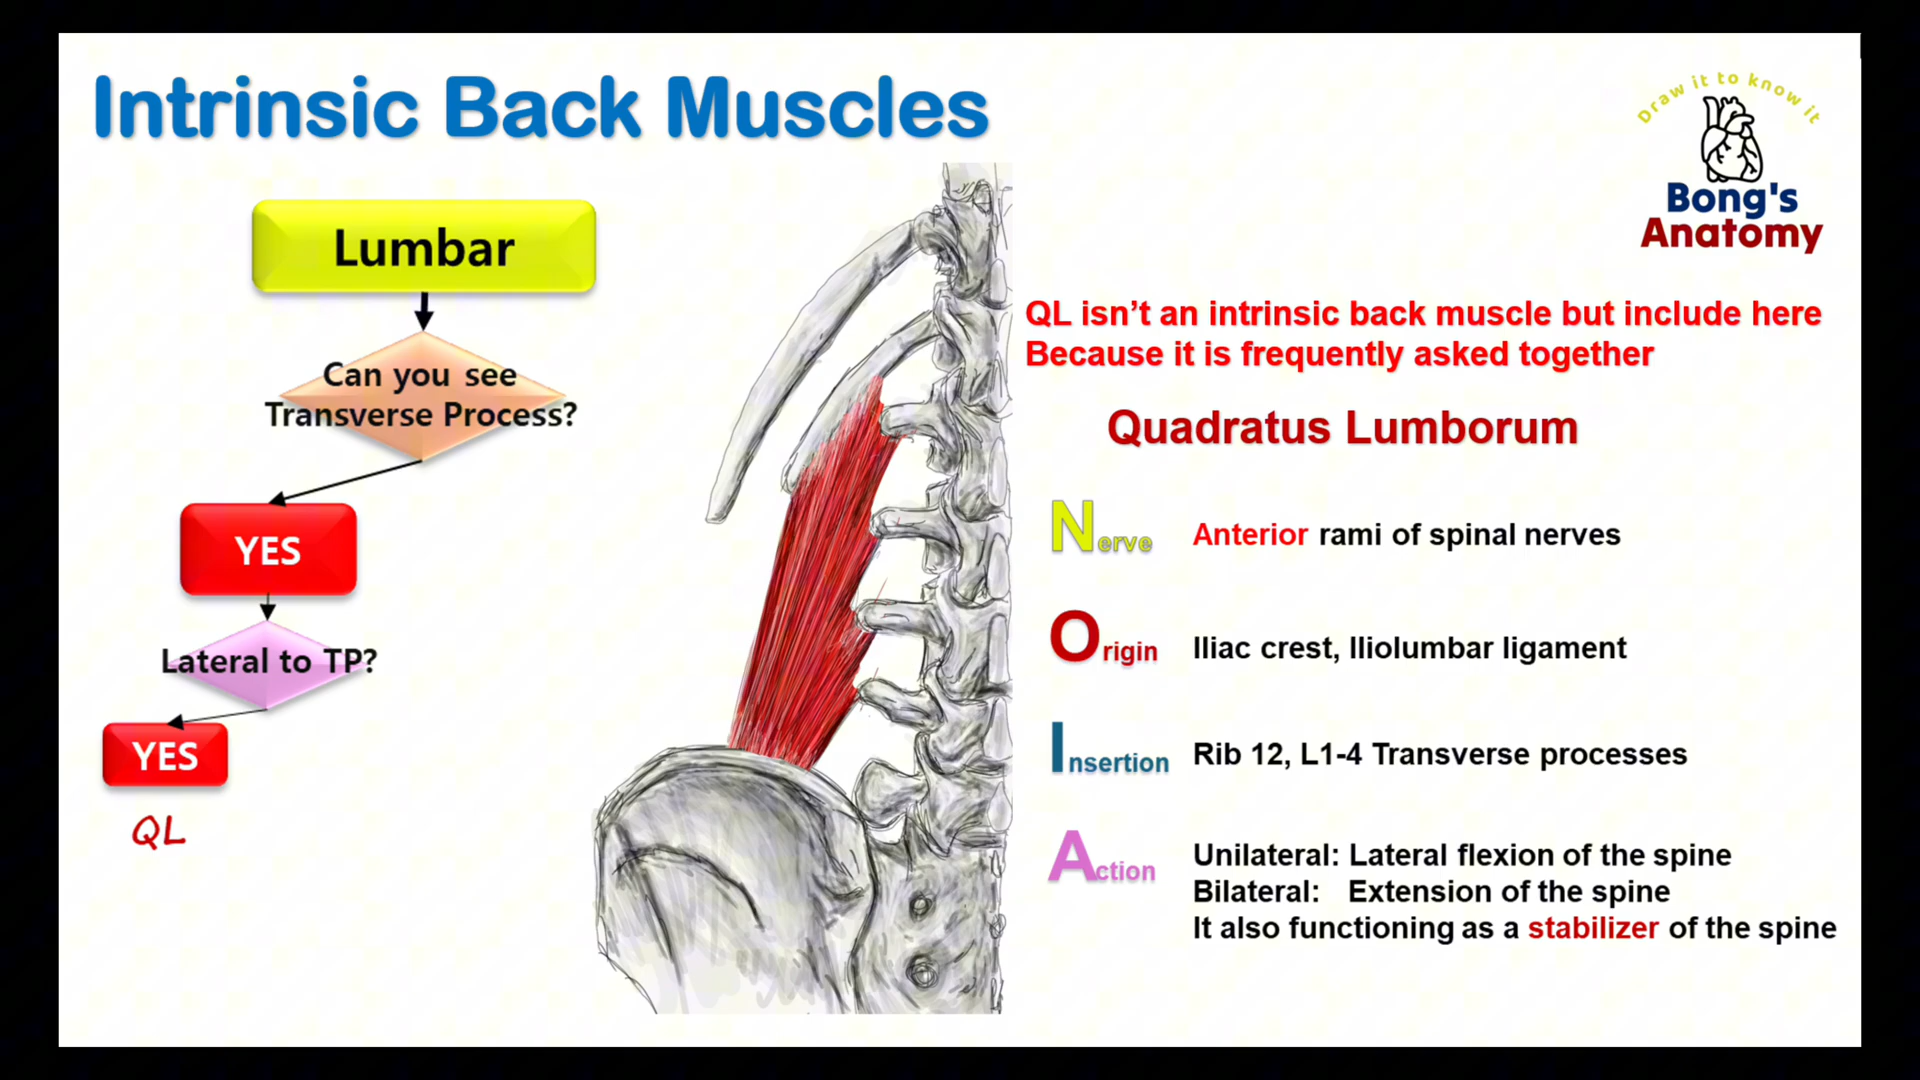 Intrinsic Back Muscles
Draw it to know it
Bong's
Anatomy
Lumbar
Can you see
Transverse Process?
YES
Lateral to TP?
YES
QL
QL isn't an intrinsic back muscle but include here
Because it is frequently asked together
Quadratus Lumborum
Nerve Anterior rami of spinal nerves
Origin Iliac crest, Iliolumbar ligament
Insertion Rib 12, L1-4 Transverse processes
Action Unilateral: Lateral flexion of the spine
Bilateral: Extension of the spine
It also functioning as a stabilizer of the spine